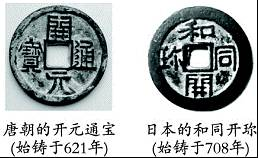 開元通寶
和同開珎
唐朝的开元通宝
(始铸于621年)
日本的和同开珎
(始铸于708年)